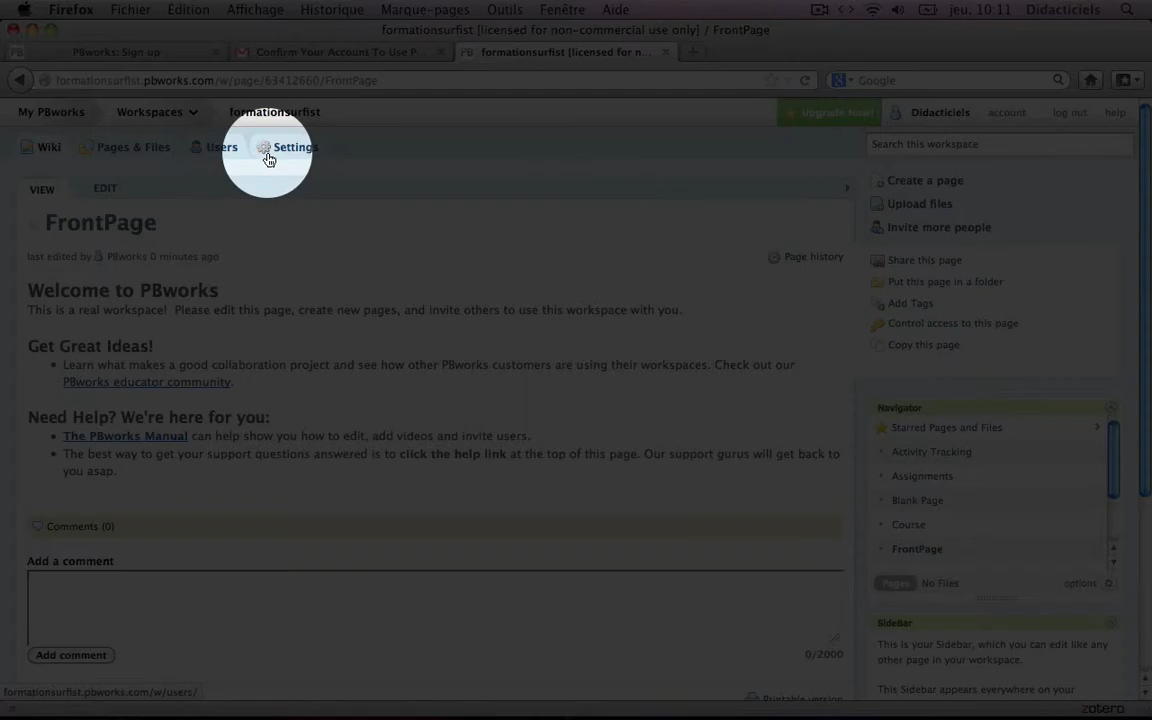 Firefox Fichier Édition Affichage Historique Marque-pages Outils Fenêtre Aide jeu. 10:11 Didacticiels
formationsurfist [licensed for non-commercial use only] / FrontPage
PBworks: Sign up
Confirm Your Account To Use P...
PB formationsurfist [licensed for n...
formationsurfist.pbworks.com/w/page/63412660/FrontPage
Google
My PBworks Workspaces formationsurfist
Upgrade Now! Didacticiels account log out help
Wiki Pages & Files Users Settings
Search this workspace
VIEW EDIT
Create a page
Upload files
Invite more people
FrontPage
last edited by PBworks 0 minutes ago
Page history
Share this page
Put this page in a folder
Add Tags
Control access to this page
Copy this page
Welcome to PBworks
This is a real workspace! Please edit this page, create new pages, and invite others to use this workspace with you.
Get Great Ideas!
Learn what makes a good collaboration project and see how other PBworks customers are using their workspaces. Check out our
PBworks educator community.
Need Help? We're here for you:
The PBworks Manual can help show you how to edit, add videos and invite users.
The best way to get your support questions answered is to click the help link at the top of this page. Our support gurus will get back to
you asap.
Navigator
Starred Pages and Files
Activity Tracking
Assignments
Blank Page
Course
FrontPage
Pages No Files options
Comments (0)
Add a comment
Add comment
0/2000
SideBar
This is your Sidebar, which you can edit like any
other page in your workspace.
This Sidebar appears everywhere on your
Printable version
formationsurfist.pbworks.com/w/users/
zotero